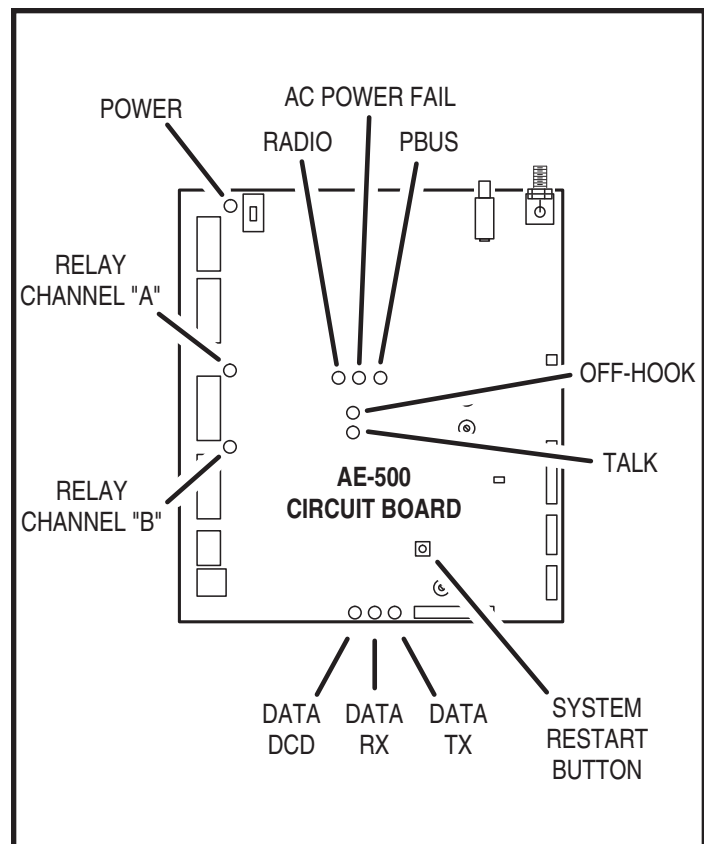 AC POWER FAIL
POWER
RADIO
PBUS
RELAY
CHANNEL "A"
OFF-HOOK
TALK
AE-500
CIRCUIT BOARD
RELAY
CHANNEL "B"
DATA
DCD
DATA
RX
DATA
TX
SYSTEM
RESTART
BUTTON